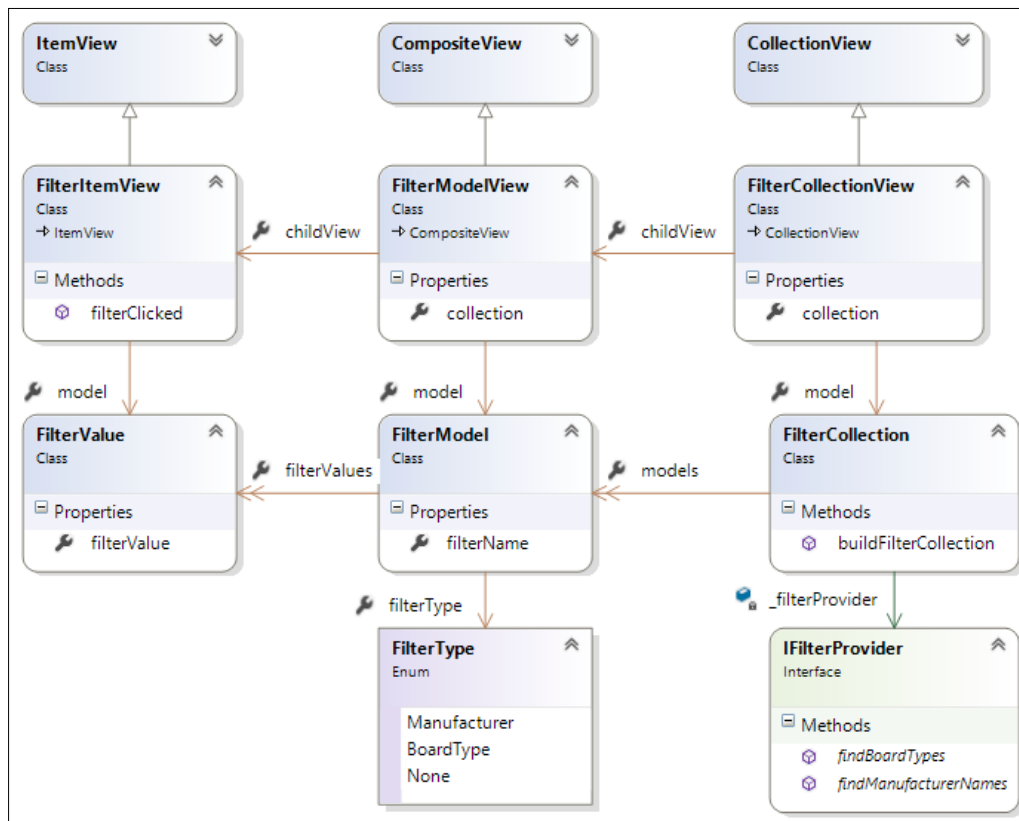 ItemView
Class
CompositeView
Class
CollectionView
Class
FilterItemView
Class
ItemView
Methods
filterClicked
childView
FilterModelView
Class
CompositeView
Properties
collection
childView
FilterCollectionView
Class
CollectionView
Properties
collection
model
model
model
FilterValue
Class
Properties
filterValue
filterValues
FilterModel
Class
Properties
filterName
models
FilterCollection
Class
Methods
buildFilterCollection
filterType
_filterProvider
FilterType
Enum
Manufacturer
BoardType
None
IFilterProvider
Interface
Methods
findBoardTypes
findManufacturerNames